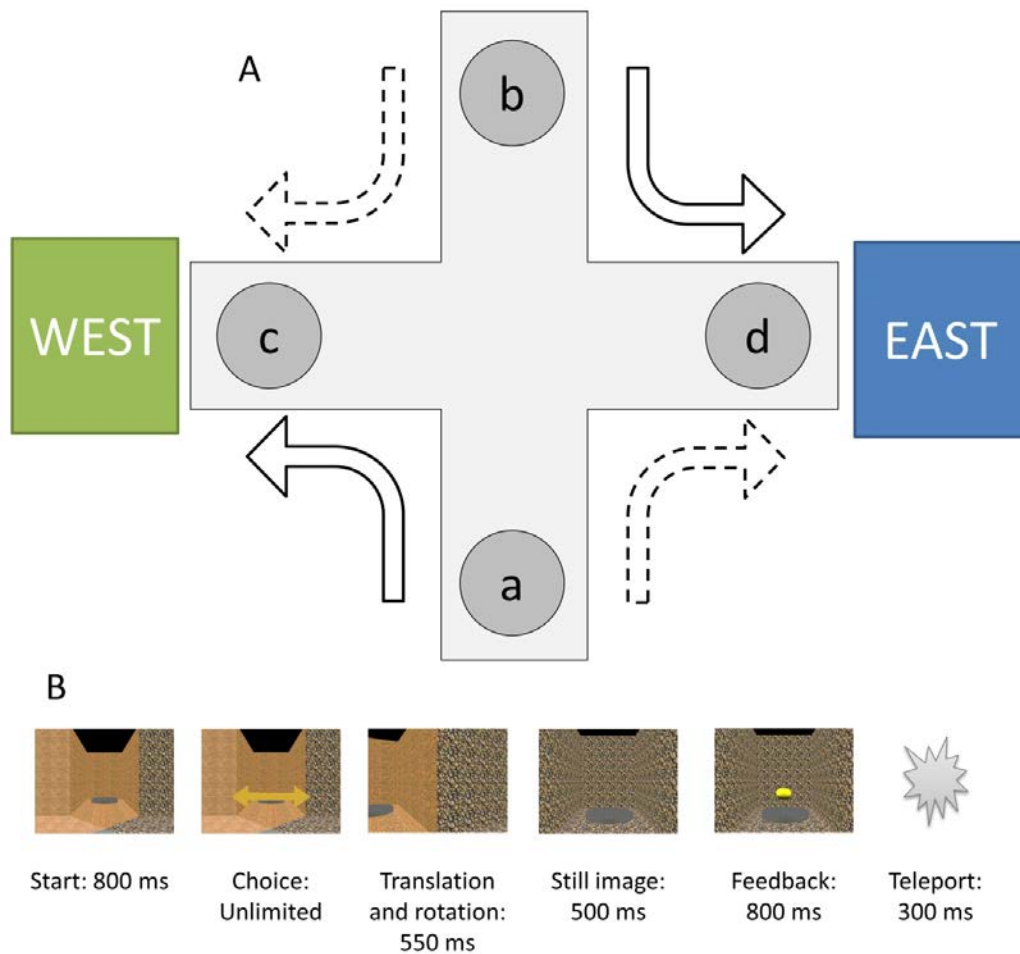 A
b
WEST
c
d
EAST
a
B
Start: 800 ms
Choice:
Unlimited
Translation
and rotation:
550 ms
Still image:
500 ms
Feedback:
800 ms
Teleport:
300 ms